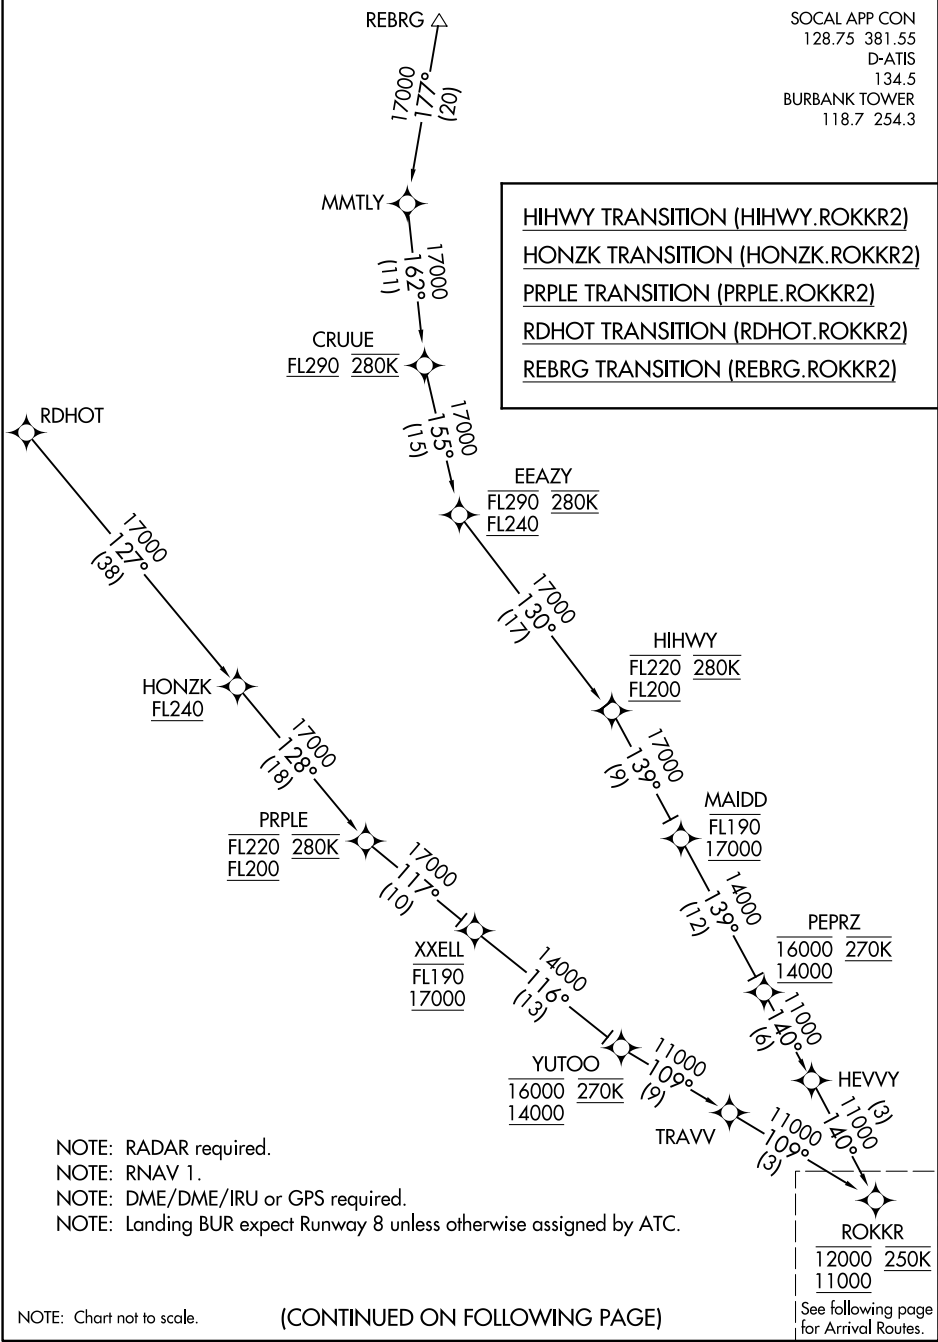 REBRG
SOCAL APP CON
128.75 381.55
D-ATIS
134.5
BURBANK TOWER
118.7 254.3
17000
177°
(20)
MMTLY
HIHWY TRANSITION (HIHWY.ROKKR2)
HONZK TRANSITION (HONZK.ROKKR2)
PRPLE TRANSITION (PRPLE.ROKKR2)
RDHOT TRANSITION (RDHOT.ROKKR2)
REBRG TRANSITION (REBRG.ROKKR2)
17000
162°
(11)
CRUUE
FL290 280K
17000
155°
(15)
RDHOT
EEAZY
FL290 280K
FL240
17000
127°
(38)
17000
130°
(17)
HIHWY
FL220 280K
FL200
HONZK
FL240
17000
128°
(18)
17000
139°
(9)
MAIDD
FL190
17000
PRPLE
FL220 280K
FL200
17000
117°
(10)
14000
139°
(12)
PEPRZ
16000 270K
14000
XXELL
FL190
17000
14000
116°
(13)
11000
140°
(6)
YUTOO
16000 270K
14000
11000
109°
(9)
HEVVY
(3)
11000
140°
TRAVV
11000
109°
(3)
NOTE: RADAR required.
NOTE: RNAV 1.
NOTE: DME/DME/IRU or GPS required.
NOTE: Landing BUR expect Runway 8 unless otherwise assigned by ATC.
ROKKR
12000 250K
11000
See following page
for Arrival Routes.
NOTE: Chart not to scale.
(CONTINUED ON FOLLOWING PAGE)